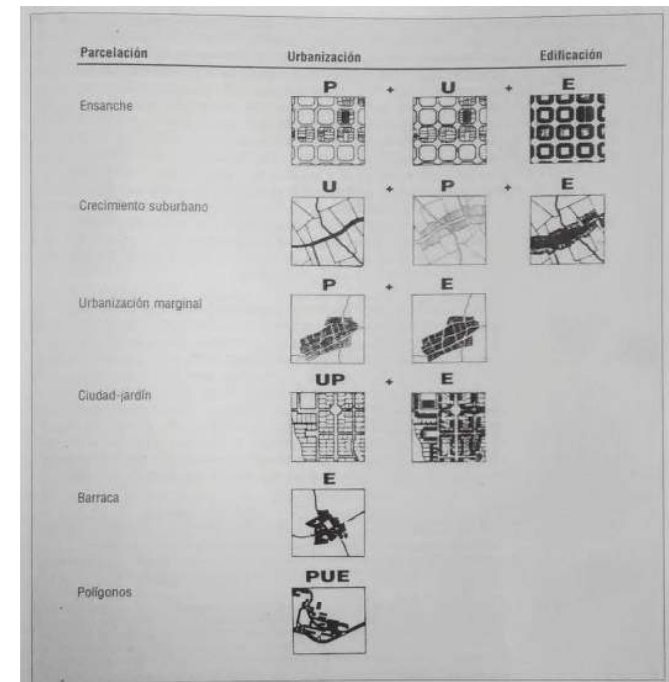 Parcelación Urbanización Edificación
P + U + E
Ensanche
U + P + E
Crecimiento suburbano
P + E
Urbanización marginal
UP + E
Ciudad-jardín
E
Barraca
PUE
Polígonos